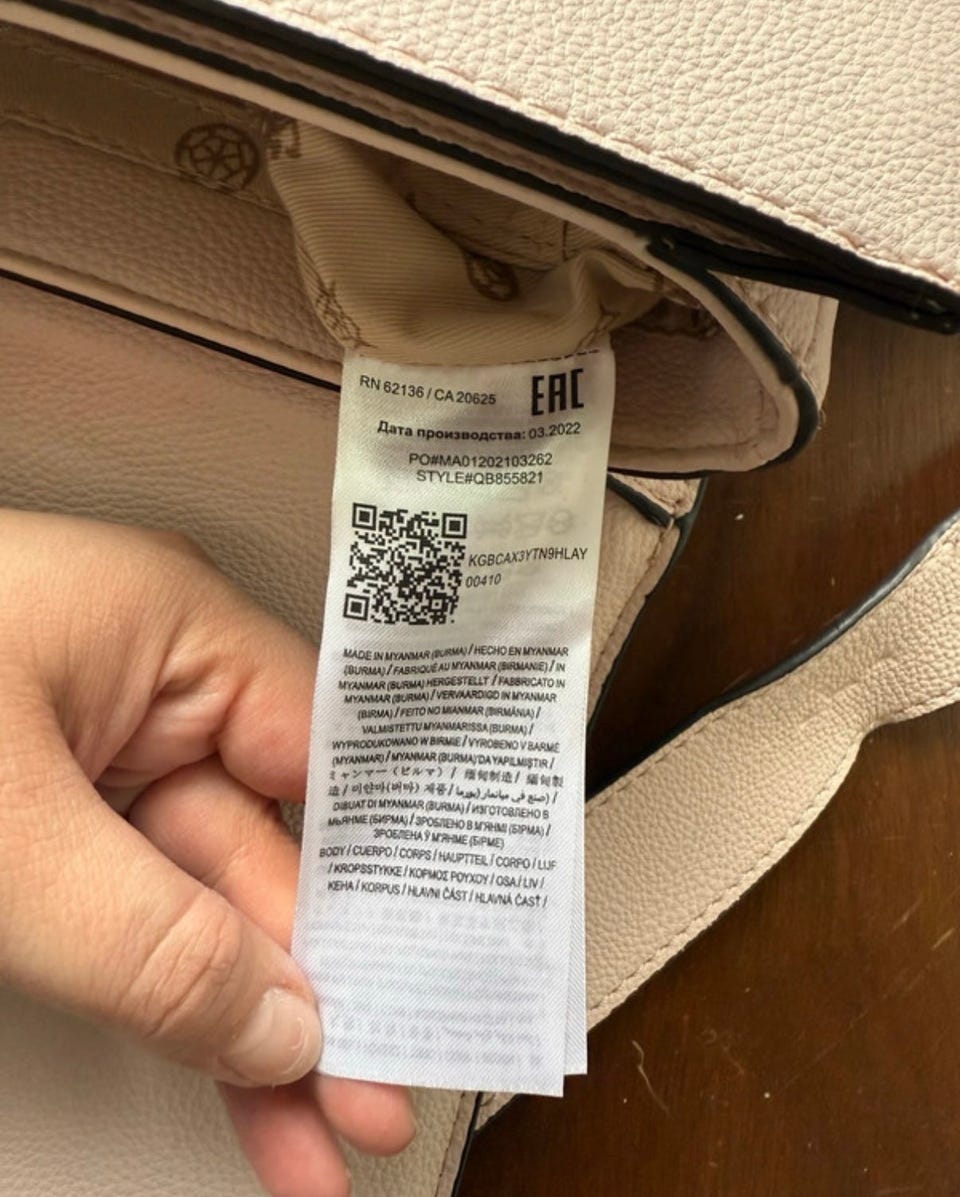 RN 62136 / CA 20625
EAC
Дата производства: 03.2022
PO#MA01202103262
STYLE#QB855821
KGBCAX3YTN9HLAY
00410
MADE IN MYANMAR (BURMA) / HECHO EN MYANMAR
(BURMA) / FABRIQUÉ AU MYANMAR (BIRMANIE) / IN
MYANMAR (BURMA) HERGESTELLT / FABBRICATO IN
MYANMAR (BURMA) / VERVAARDIGD IN MYANMAR
(BIRMA) / FEITO NO MIANMAR (BIRMÂNIA) /
VALMISTETTU MYANMARISSA (BURMA) /
WYPRODUKOWANO W BIRMIE / VYROBENO V BARMĚ
(MYANMAR) / MYANMAR (BURMA)'DA YAPILMIŞTIR /
ミャンマー (ビルマ) / 缅甸制造 / 緬甸製
造 / 미얀마(버마) 제품 / صنع في ميانمار (بورما) /
DIBUAT DI MYANMAR (BURMA) / ИЗГОТОВЛЕНО В
МЬЯНМЕ (БИРМА) / ЗРОБЛЕНО В М'ЯНМІ (БІРМА) /
ЗРОБЛЕНА Ў М'ЯНМЕ (БІРМЕ)
BODY / CUERPO / CORPS / HAUPTTEIL / CORPO / LIJF
/ KROPSSTYKKE / ΚΟΡΜΟΣ ΡΟΥΧΟΥ / OSA / LIV /
KEHA / KORPUS / HLAVNI ČÁST / HLAVNÁ ČASŤ /